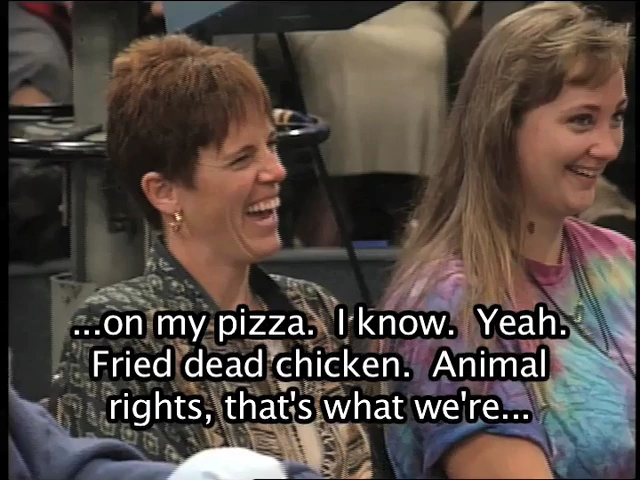 ...on my pizza.  I know.  Yeah.
Fried dead chicken.  Animal
rights, that's what we're...